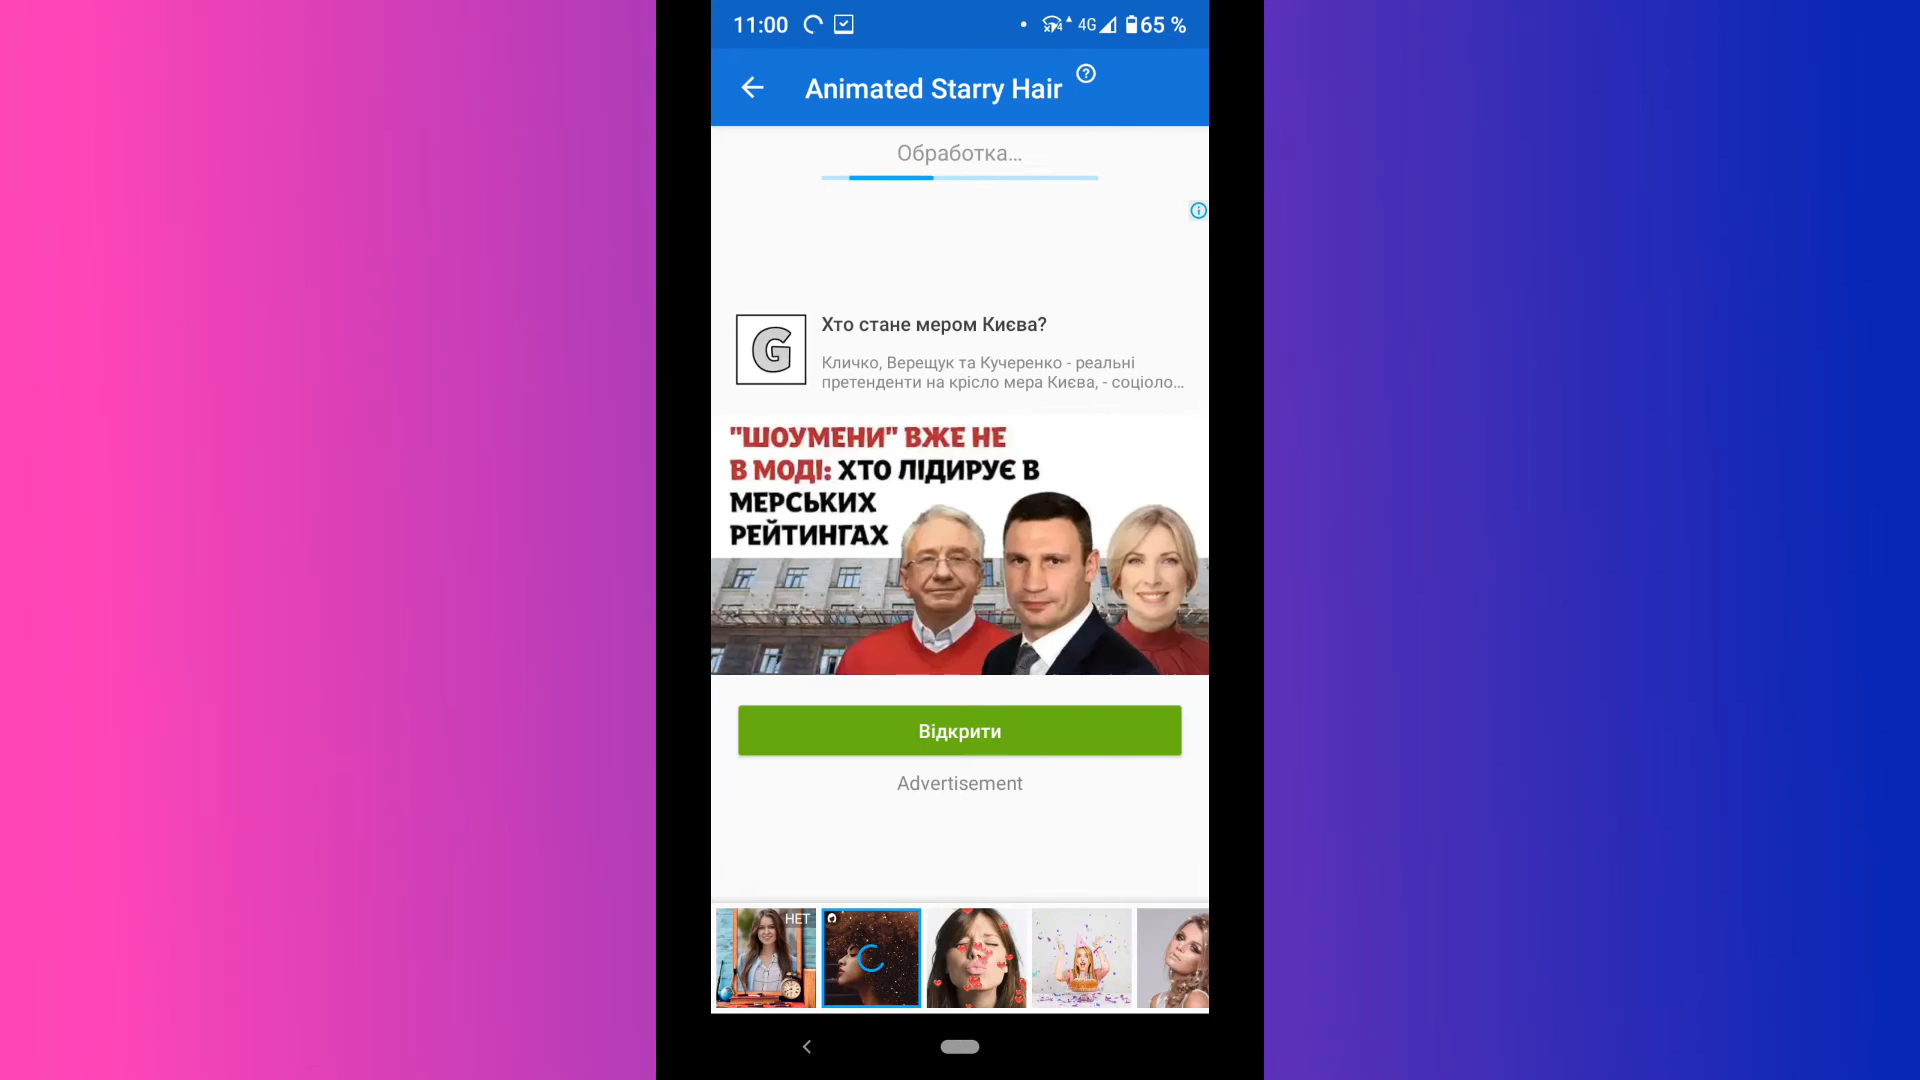 11:00
4G
65 %
Animated Starry Hair
Обработка...
Хто стане мером Києва?
Кличко, Верещук та Кучеренко - реальні
претенденти на крісло мера Києва, - соціоло...
G
"ШОУМЕНИ" ВЖЕ НЕ
В МОДІ: ХТО ЛІДИРУЄ В
МЕРСЬКИХ
РЕЙТИНГАХ
Відкрити
Advertisement
НЕТ